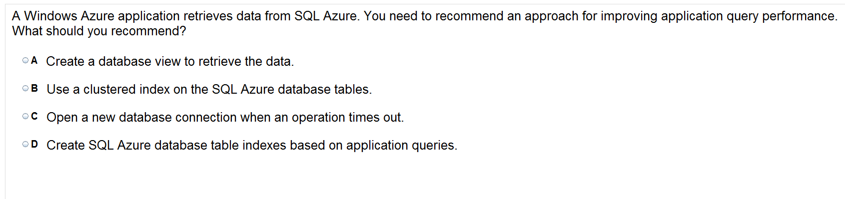 A Windows Azure application retrieves data from SQL Azure. You need to recommend an approach for improving application query performance.
What should you recommend?
A Create a database view to retrieve the data.
B Use a clustered index on the SQL Azure database tables.
C Open a new database connection when an operation times out.
D Create SQL Azure database table indexes based on application queries.